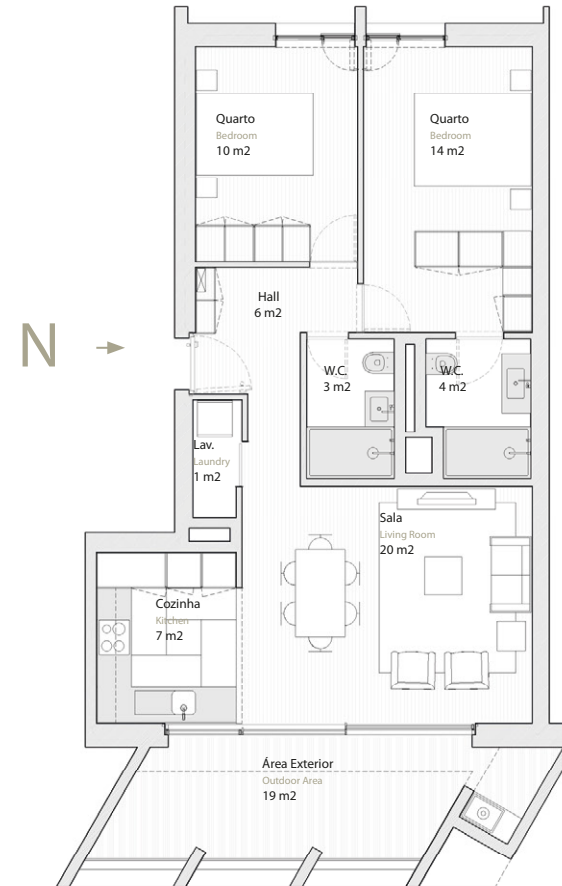 Quarto
Bedroom
10 m2
Quarto
Bedroom
14 m2
Hall
6 m2
N
W.C.
3 m2
W.C.
4 m2
Lav.
Laundry
1 m2
Sala
Living Room
20 m2
Cozinha
Kitchen
7 m2
Área Exterior
Outdoor Area
19 m2